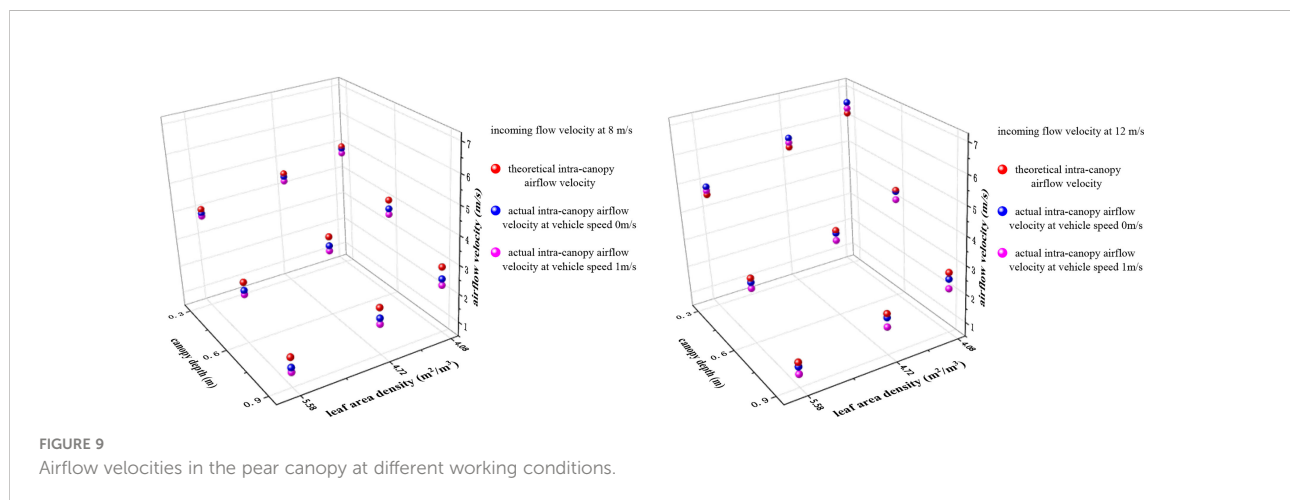 incoming flow velocity at 8 m/s
theoretical intra-canopy
airflow velocity
actual intra-canopy airflow
velocity at vehicle speed 0m/s
actual intra-canopy airflow
velocity at vehicle speed 1m/s
7
6
5
4
3
2
1
airflow velocity (m/s)
0.3
0.6
0.9
canopy depth (m)
5.58
4.72
4.08
leaf area density (m²/m³)
incoming flow velocity at 12 m/s
theoretical intra-canopy
airflow velocity
actual intra-canopy airflow
velocity at vehicle speed 0m/s
actual intra-canopy airflow
velocity at vehicle speed 1m/s
7
6
5
4
3
2
1
airflow velocity (m/s)
0.3
0.6
0.9
canopy depth (m)
5.58
4.72
4.08
leaf area density (m²/m³)
FIGURE 9
Airflow velocities in the pear canopy at different working conditions.